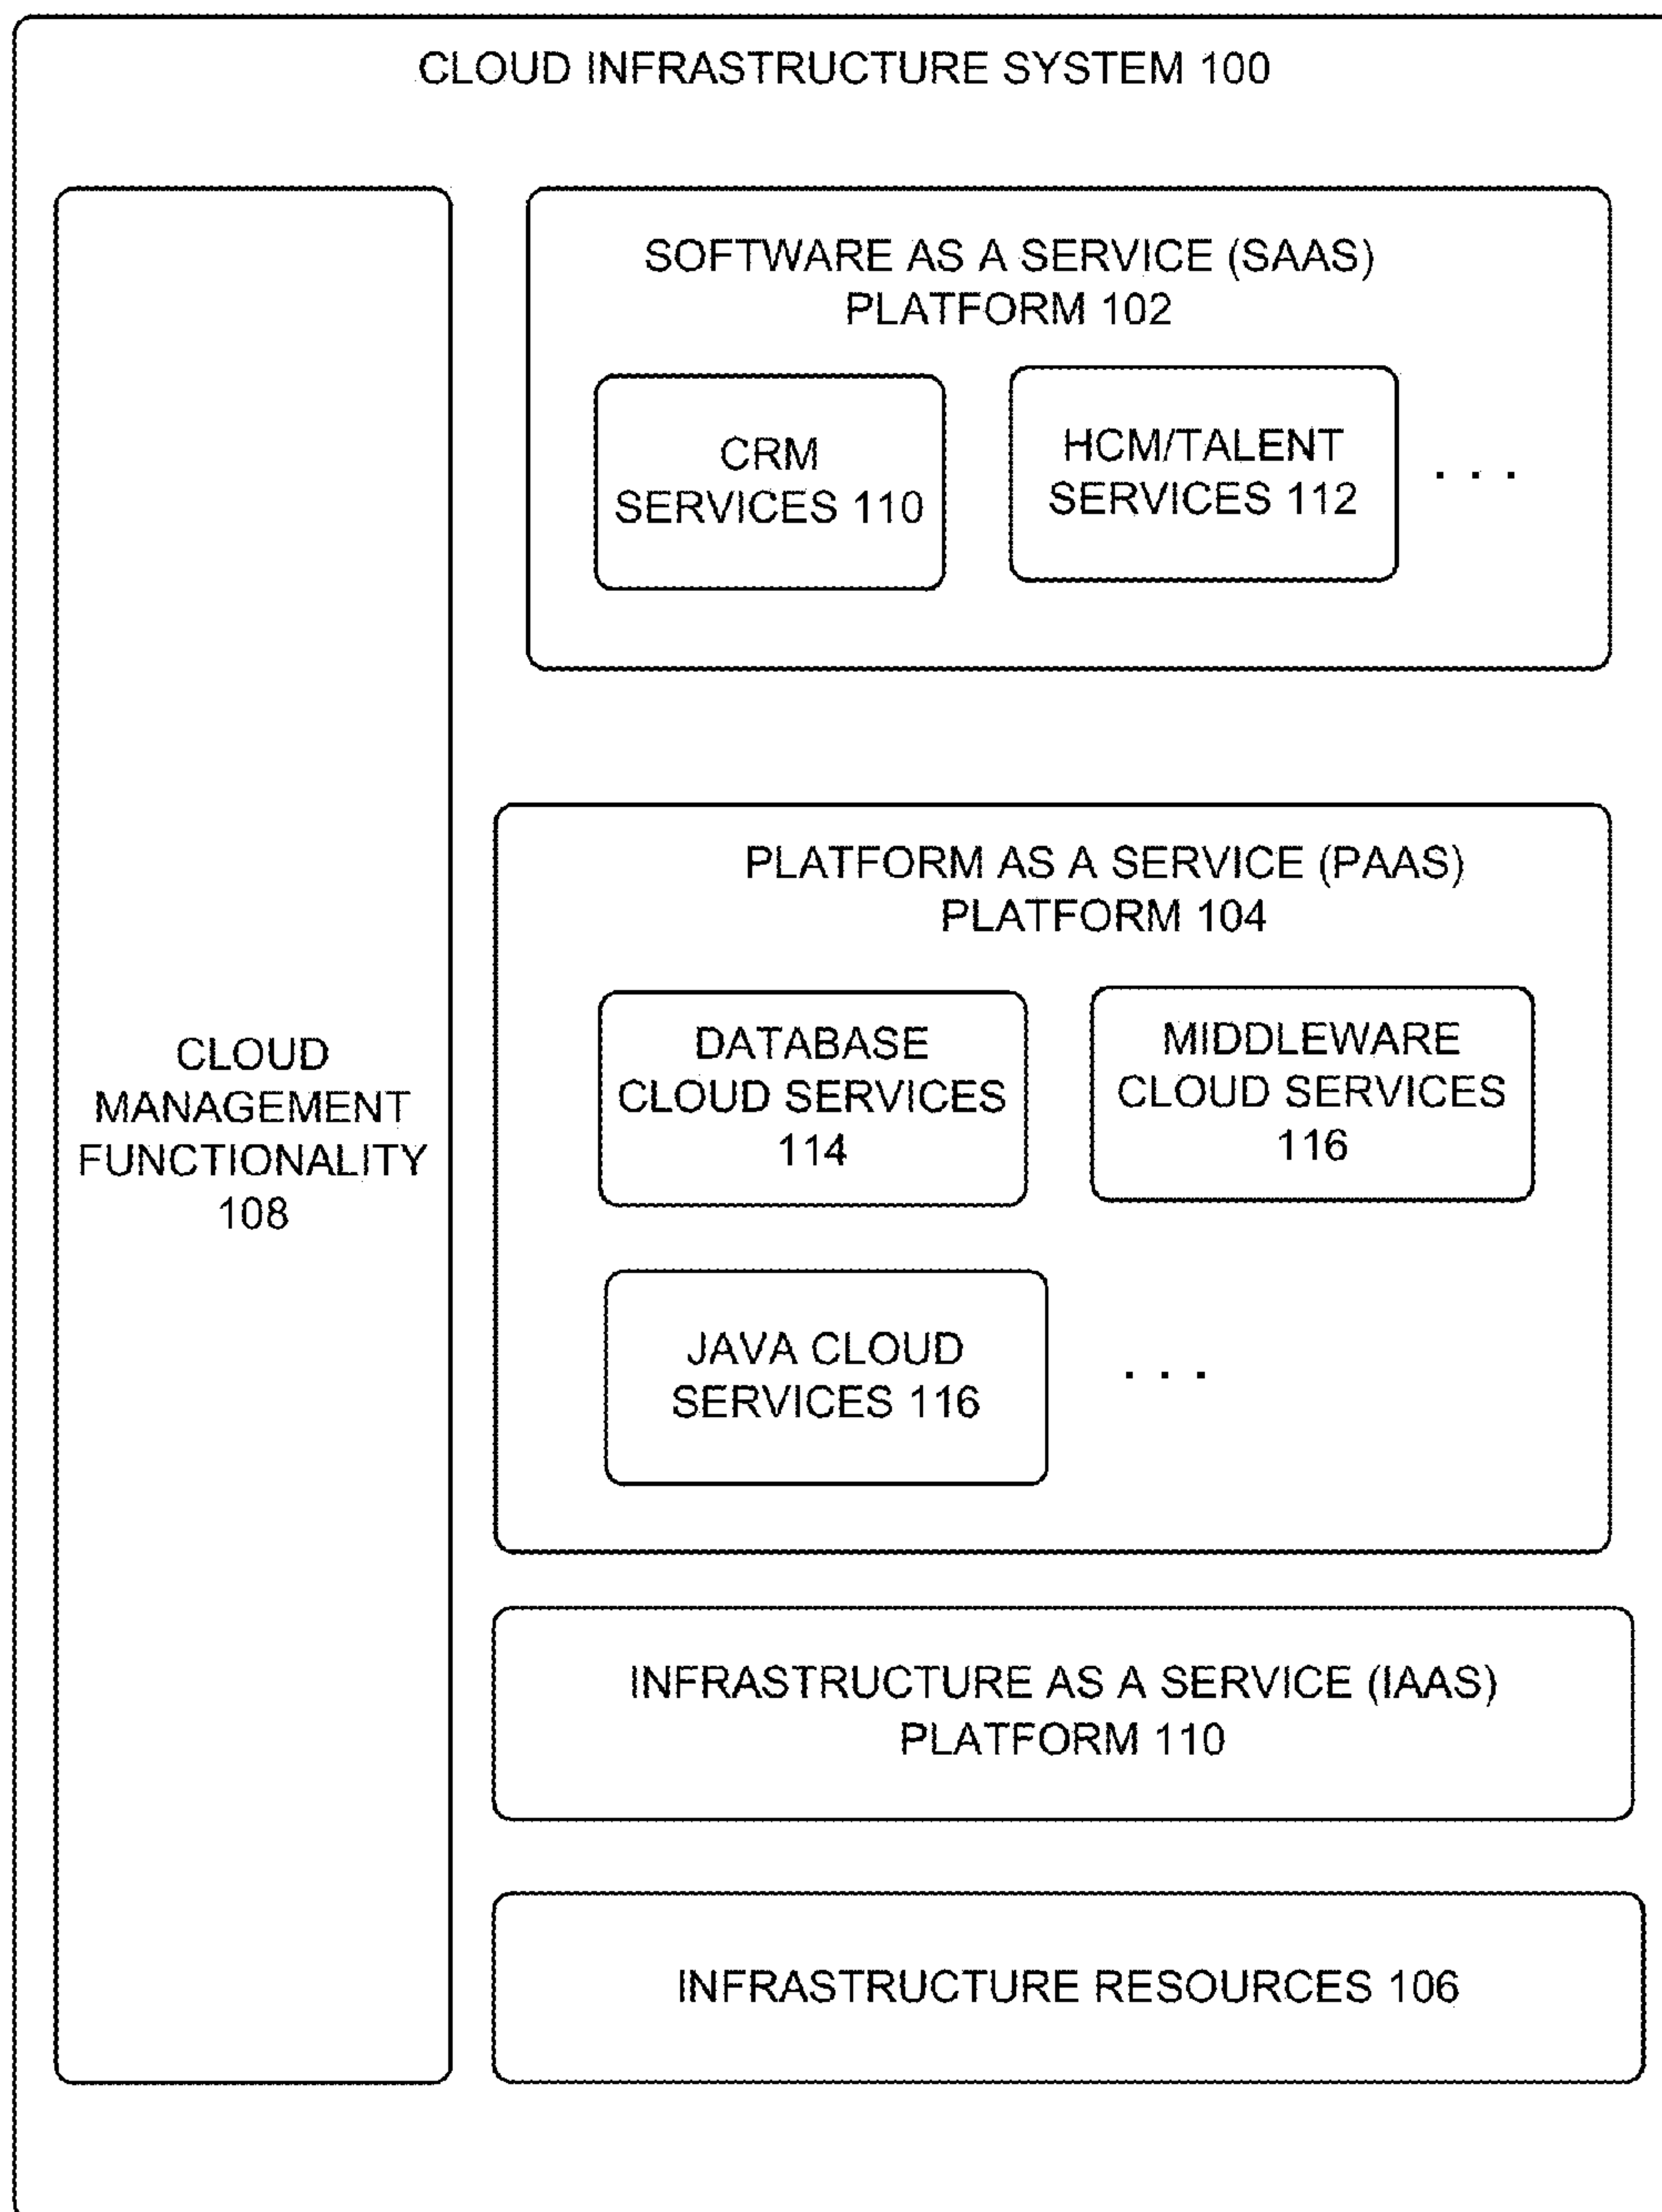 CLOUD INFRASTRUCTURE SYSTEM 100
SOFTWARE AS A SERVICE (SAAS)
PLATFORM 102
CRM
SERVICES 110
HCM/TALENT
SERVICES 112
. . .
PLATFORM AS A SERVICE (PAAS)
PLATFORM 104
DATABASE
CLOUD SERVICES
114
MIDDLEWARE
CLOUD SERVICES
116
JAVA CLOUD
SERVICES 116
. . .
CLOUD
MANAGEMENT
FUNCTIONALITY
108
INFRASTRUCTURE AS A SERVICE (IAAS)
PLATFORM 110
INFRASTRUCTURE RESOURCES 106